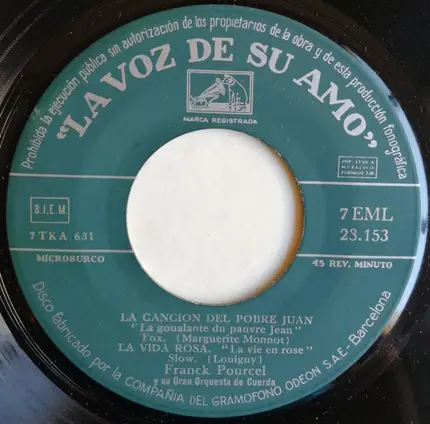 Prohibida la ejecución pública sin autorización de los propietarios de la obra y de esta producción fonográfica
"LA VOZ DE SU AMO"
MARCA REGISTRADA
B.I.E.M.
7 TKA 631
MICROSURCO
7 EML
23.153
45 REV. MINUTO
LA CANCION DEL POBRE JUAN
"La goualante du pauvre Jean"
Fox. (Marguerite Monnot)
LA VIDA ROSA. "La vie en rose"
Slow. (Louiguy)
Franck Pourcel
y su Gran Orquesta de Cuerda
Disco fabricado por la COMPAÑIA DEL GRAMOFONO ODEON S.A.E.-Barcelona